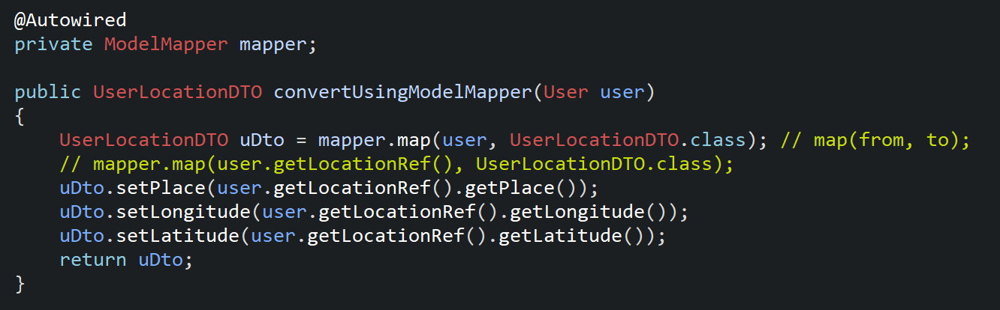 @Autowired
private ModelMapper mapper;
public UserLocationDTO convertUsingModelMapper(User user)
{
UserLocationDTO uDto = mapper.map(user, UserLocationDTO.class); // map(from, to);
// mapper.map(user.getLocationRef(), UserLocationDTO.class);
uDto.setPlace(user.getLocationRef().getPlace());
uDto.setLongitude(user.getLocationRef().getLongitude());
uDto.setLatitude(user.getLocationRef().getLatitude());
return uDto;
}